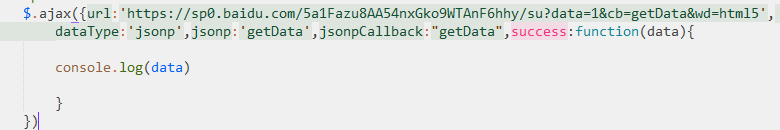 $.ajax({url:'https://sp0.baidu.com/5a1Fazu8AA54nxGko9WTAnF6hhy/su?data=1&cb=getData&wd=html5',
dataType:'jsonp',jsonp:'getData',jsonpCallback:"getData",success:function(data){
console.log(data)
}
})